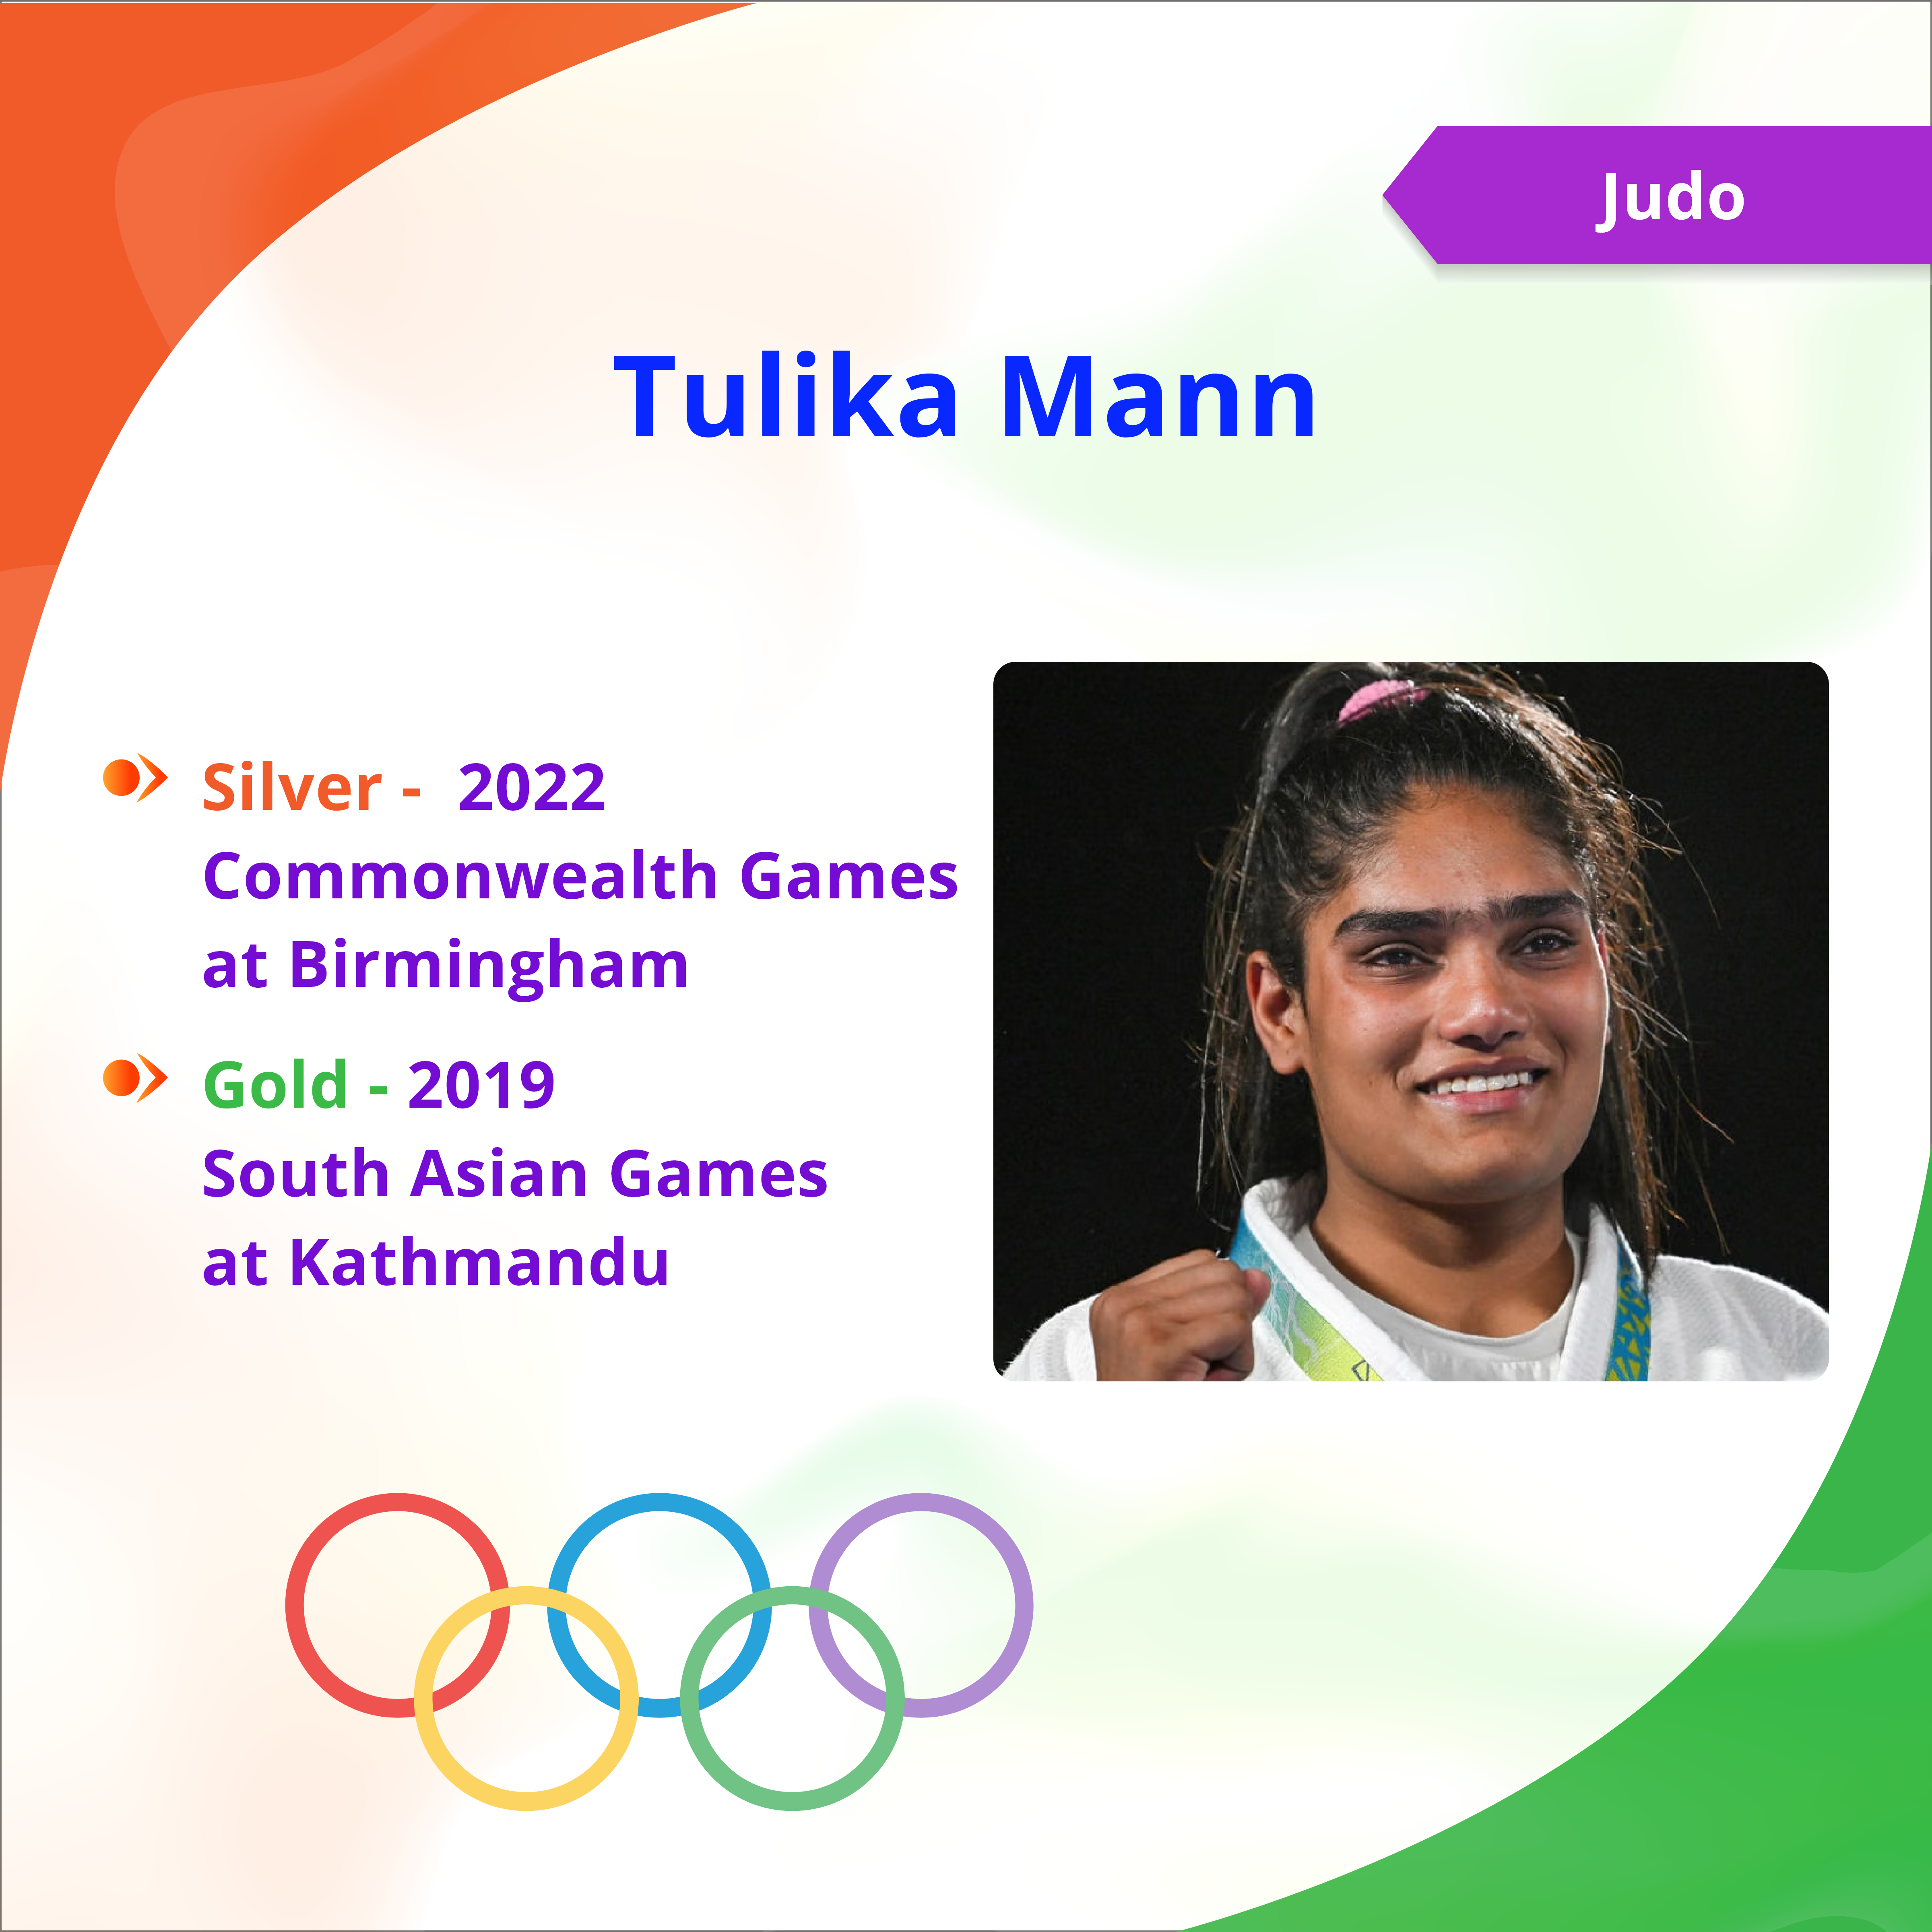 Judo
Tulika Mann
Silver - 2022
Commonwealth Games
at Birmingham
Gold - 2019
South Asian Games
at Kathmandu